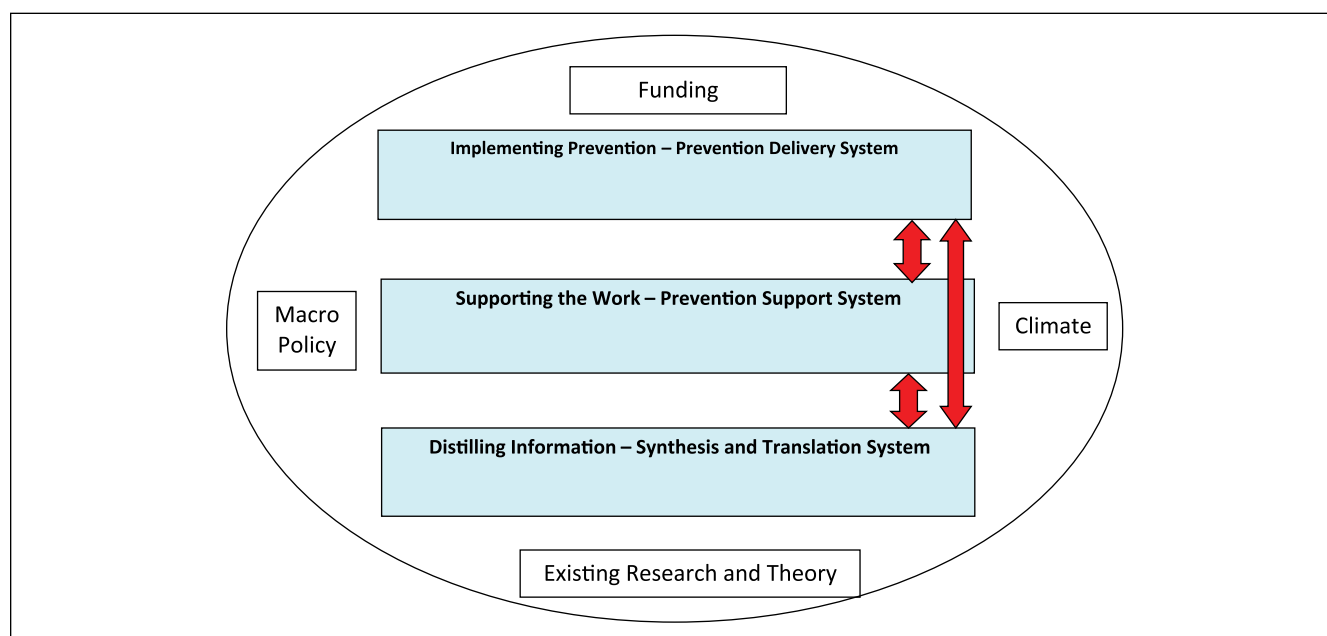 Funding
Implementing Prevention – Prevention Delivery System
Supporting the Work – Prevention Support System
Macro
Policy
Climate
Distilling Information – Synthesis and Translation System
Existing Research and Theory